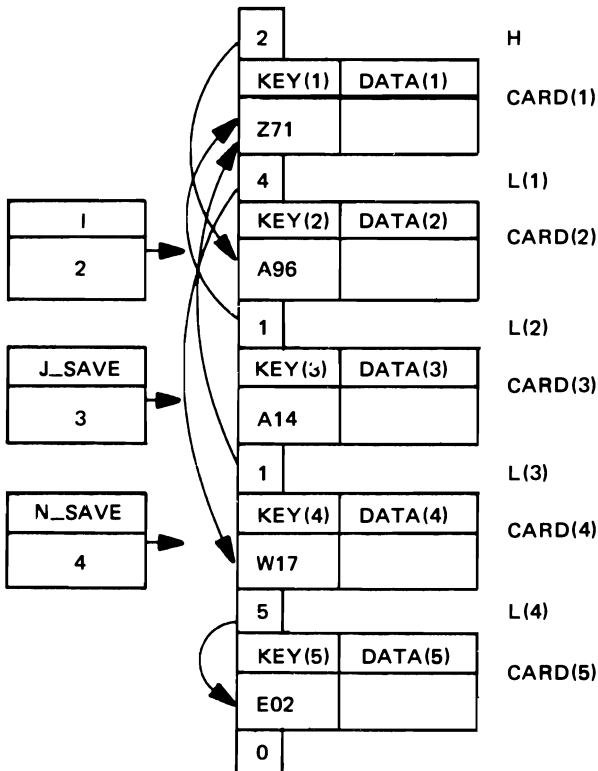 2 H
KEY(1) DATA(1)
CARD(1)
Z71
4 L(1)
I
KEY(2) DATA(2)
CARD(2)
2
A96
1 L(2)
J_SAVE
KEY(3) DATA(3)
CARD(3)
3
A14
1 L(3)
N_SAVE
KEY(4) DATA(4)
CARD(4)
4
W17
5 L(4)
KEY(5) DATA(5)
CARD(5)
E02
0